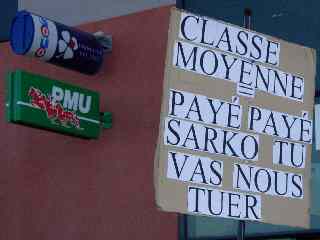 PMU
CLASSE
MOYENNE
=
PAYÉ PAYÉ
SARKO TU
VAS NOUS
TUER